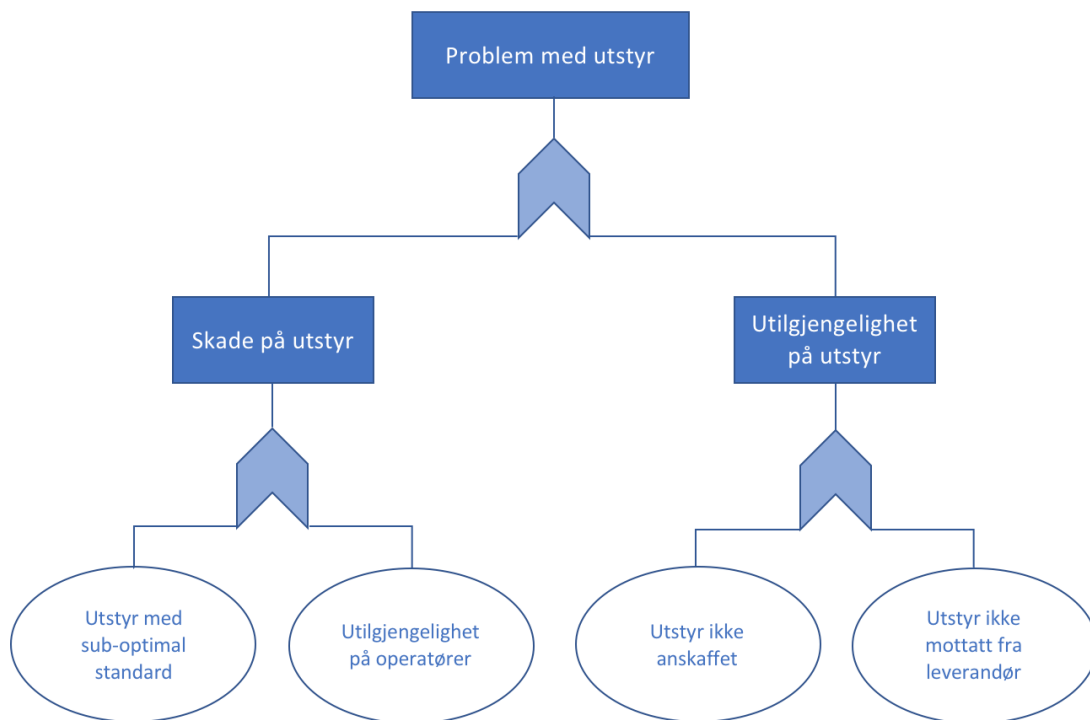 Problem med utstyr
Skade på utstyr
Utilgjengelighet
på utstyr
Utstyr med
sub-optimal
standard
Utilgjengelighet
på operatører
Utstyr ikke
anskaffet
Utstyr ikke
mottatt fra
leverandør